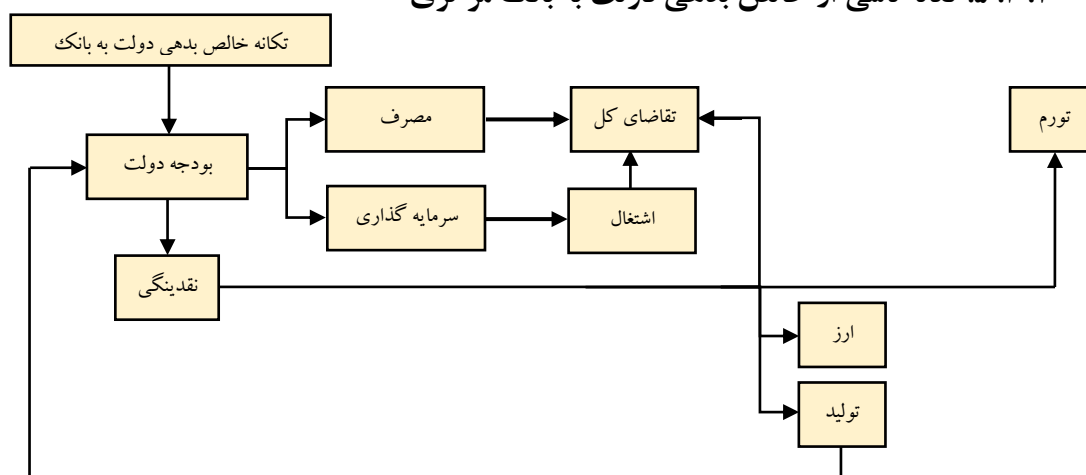 تکانه خالص بدهی دولت به بانک
مصرف
تقاضای کل
تورم
بودجه دولت
سرمایه گذاری
اشتغال
نقدینگی
ارز
تولید